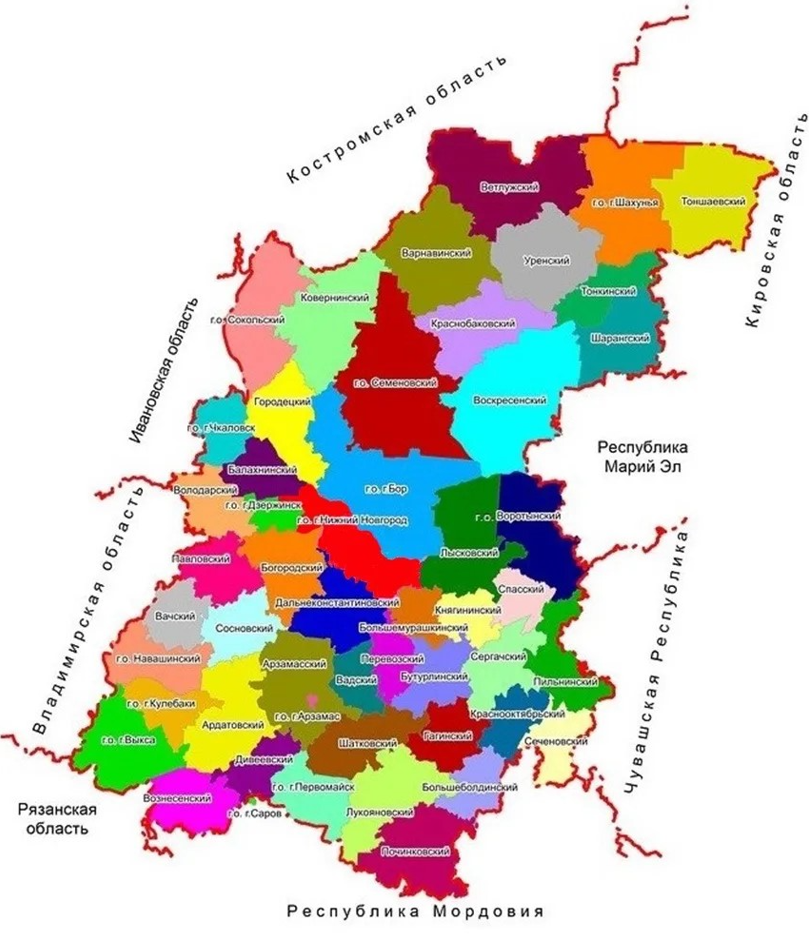 Костромская область
Кировская область
Ветлужский
г.о. г.Шахунья
Тоншаевский
Варнавинский
Уренский
Тонкинский
Ковернинский
г.о. Сокольский
Краснобаковский
Шарангский
Ивановская область
г.о. Семеновский
Городецкий
Воскресенский
г.о. г.Чкаловск
Республика
Марий Эл
Балахнинский
Володарский
г.о. г.Бор
г.о. г.Дзержинск
г.о. г.Нижний Новгород
г.о. Воротынский
Лысковский
Павловский
Богородский
Спасский
Владимирская область
Чувашская Республика
Дальнеконстантиновский
Княгининский
Вачский
Сосновский
Большемурашкинский
г.о. Навашинский
Арзамасский
Перевозский
Сергачский
Вадский
Бутурлинский
Пильнинский
г.о. г.Кулебаки
г.о. г.Арзамас
Краснооктябрьский
Ардатовский
г.о. г.Выкса
Шатковский
Гагинский
Сеченовский
Дивеевский
Вознесенский
г.о. г.Первомайск
Большеболдинский
Рязанская
область
г.о. г.Саров
Лукояновский
Починковский
Республика Мордовия